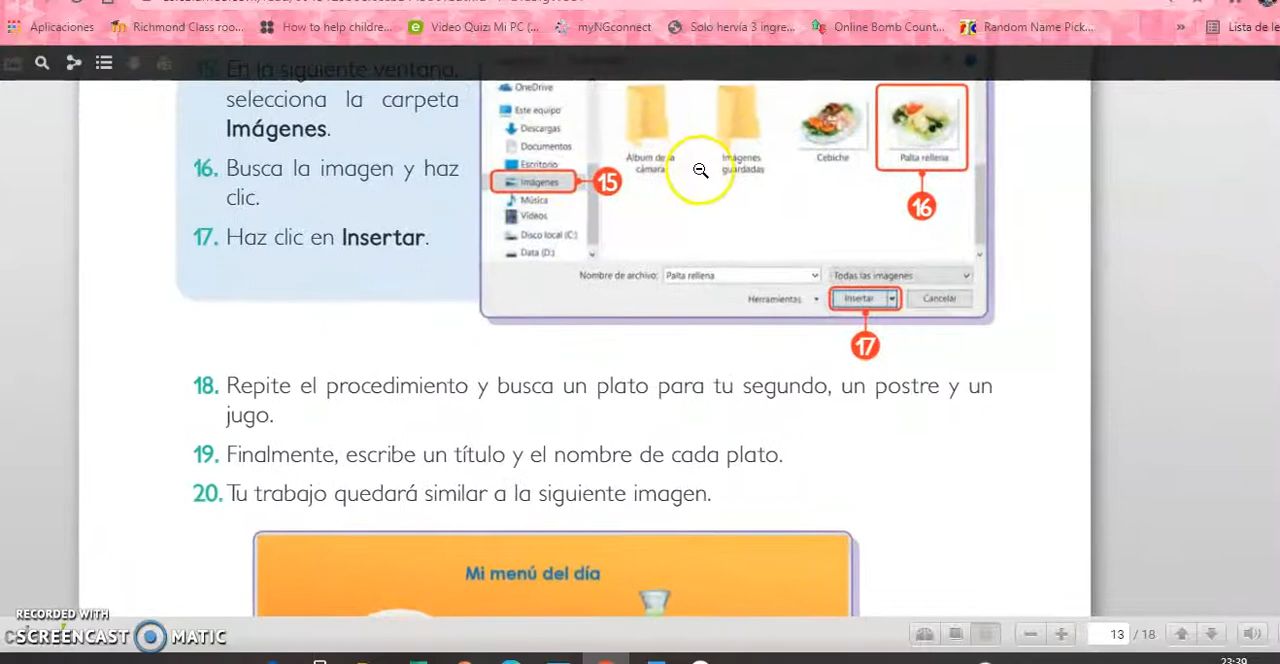 Aplicaciones Richmond Class roo... How to help childre... Video Quizi Mi PC (... myNGconnect Solo hervía 3 ingre... Online Bomb Count... Random Name Pick... » Lista de le
15. En la siguiente ventana,
selecciona la carpeta
Imágenes.
16. Busca la imagen y haz
clic.
17. Haz clic en Insertar.
OneDrive
Este equipo
Descargas
Documentos
Escritorio
Imágenes
Música
Vídeos
Disco local (C:)
Data (D:)
15
Álbum de la
cámara
Imágenes
guardadas
Cebiche
Palta rellena
16
Nombre de archivo: Palta rellena Todas las imágenes
Herramientas Insertar Cancelar
17
18. Repite el procedimiento y busca un plato para tu segundo, un postre y un
jugo.
19. Finalmente, escribe un título y el nombre de cada plato.
20. Tu trabajo quedará similar a la siguiente imagen.
Mi menú del día
RECORDED WITH
SCREENCAST MATIC
13 / 18
23:39